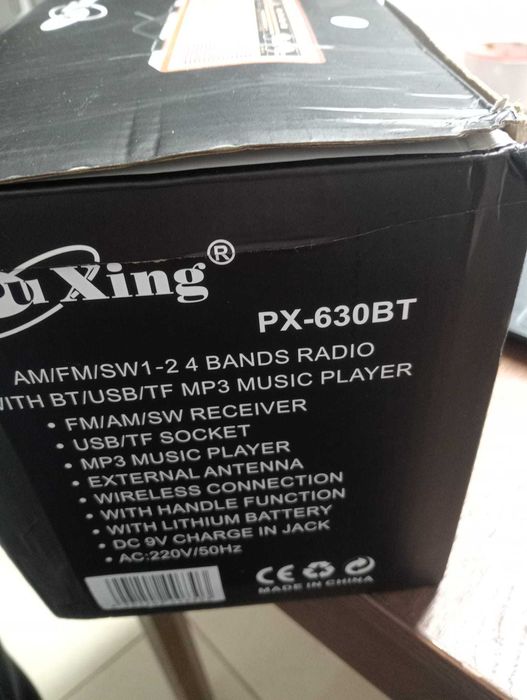 uXing®
PX-630BT
AM/FM/SW1-2 4 BANDS RADIO
WITH BT/USB/TF MP3 MUSIC PLAYER
• FM/AM/SW RECEIVER
• USB/TF SOCKET
• MP3 MUSIC PLAYER
• EXTERNAL ANTENNA
• WIRELESS CONNECTION
• WITH HANDLE FUNCTION
• WITH LITHIUM BATTERY
• DC 9V CHARGE IN JACK
• AC:220V/50Hz
CE
MADE IN CHINA